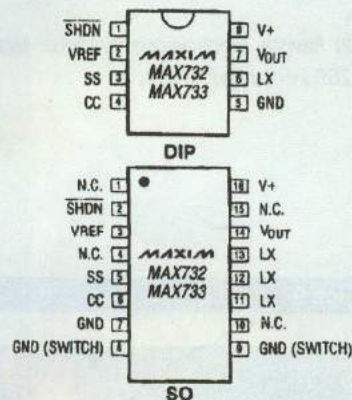 SHDN 1 8 V+
VREF 2 MAXIM 7 VOUT
SS 3 MAX732 6 LX
CC 4 MAX733 5 GND
DIP
N.C. 1 16 V+
SHDN 2 15 N.C.
VREF 3 14 VOUT
N.C. 4 MAXIM 13 LX
SS 5 MAX732 12 LX
CC 6 MAX733 11 LX
GND 7 10 N.C.
GND (SWITCH) 8 9 GND (SWITCH)
SO